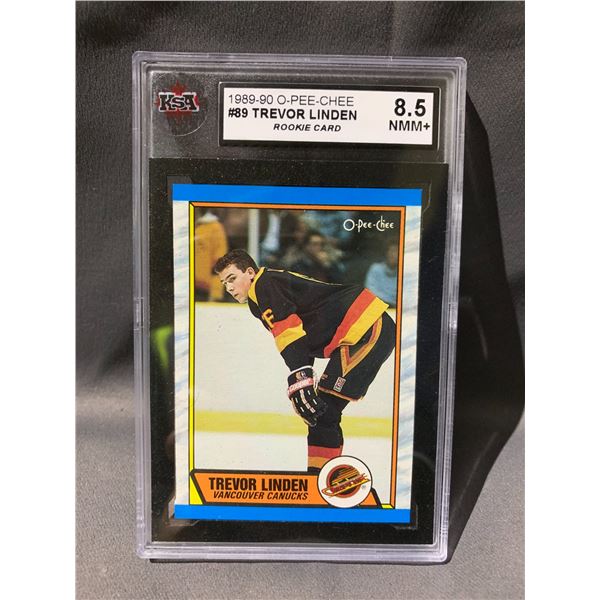 KSA
1989-90 O-PEE-CHEE
#89 TREVOR LINDEN
ROOKIE CARD
8.5
NMM+
O-Pee-Chee
TREVOR LINDEN
VANCOUVER CANUCKS